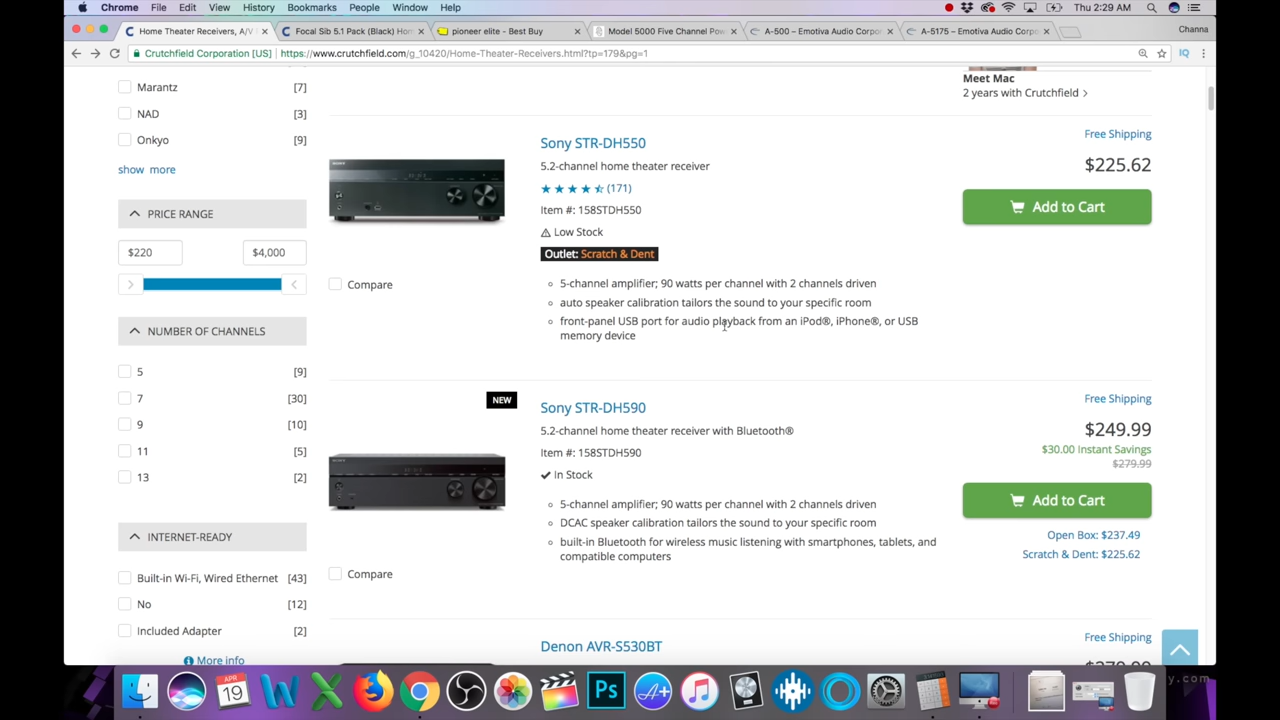 Chrome File Edit View History Bookmarks People Window Help Thu 2:29 AM
Home Theater Receivers, A/V Focal Sib 5.1 Pack (Black) Hom pioneer elite - Best Buy Model 5000 Five Channel Pow A-500 – Emotiva Audio Corpor A-5175 – Emotiva Audio Corpo Channa
Crutchfield Corporation [US] https://www.crutchfield.com/g_10420/Home-Theater-Receivers.html?tp=179&pg=1
Marantz [7]
NAD [3]
Onkyo [9]
show more
PRICE RANGE
$220 $4,000
NUMBER OF CHANNELS
5 [9]
7 [30]
9 [10]
11 [5]
13 [2]
INTERNET-READY
Built-in Wi-Fi, Wired Ethernet [43]
No [12]
Included Adapter [2]
More info
Meet Mac
2 years with Crutchfield >
Sony STR-DH550
5.2-channel home theater receiver
(171)
Item #: 158STDH550
Low Stock
Outlet: Scratch & Dent
5-channel amplifier; 90 watts per channel with 2 channels driven
auto speaker calibration tailors the sound to your specific room
front-panel USB port for audio playback from an iPod®, iPhone®, or USB
memory device
Compare
Free Shipping
$225.62
Add to Cart
NEW
Sony STR-DH590
5.2-channel home theater receiver with Bluetooth®
Item #: 158STDH590
In Stock
5-channel amplifier; 90 watts per channel with 2 channels driven
DCAC speaker calibration tailors the sound to your specific room
built-in Bluetooth for wireless music listening with smartphones, tablets, and
compatible computers
Compare
Free Shipping
$249.99
$30.00 Instant Savings
$279.99
Add to Cart
Open Box: $237.49
Scratch & Dent: $225.62
Denon AVR-S530BT
Free Shipping
APR
19
Ps